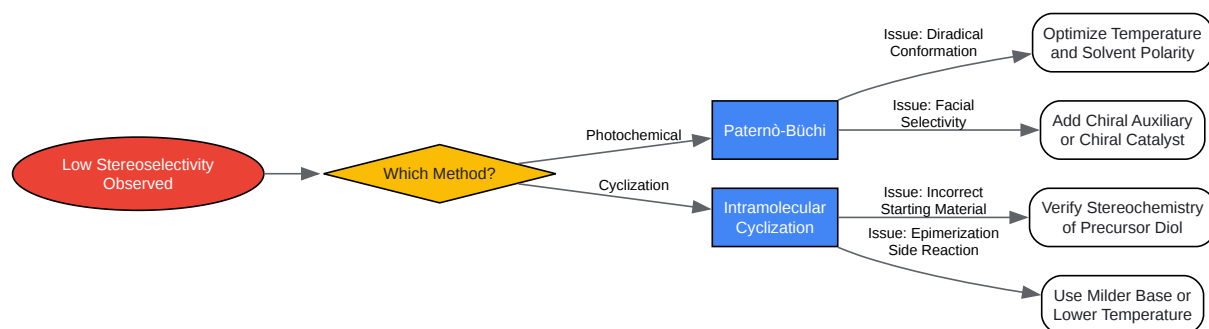 Low Stereoselectivity
Observed
Which Method?
Photochemical
Cyclization
Paternò-Büchi
Intramolecular
Cyclization
Issue: Diradical
Conformation
Issue: Facial
Selectivity
Issue: Incorrect
Starting Material
Issue: Epimerization
Side Reaction
Optimize Temperature
and Solvent Polarity
Add Chiral Auxiliary
or Chiral Catalyst
Verify Stereochemistry
of Precursor Diol
Use Milder Base or
Lower Temperature